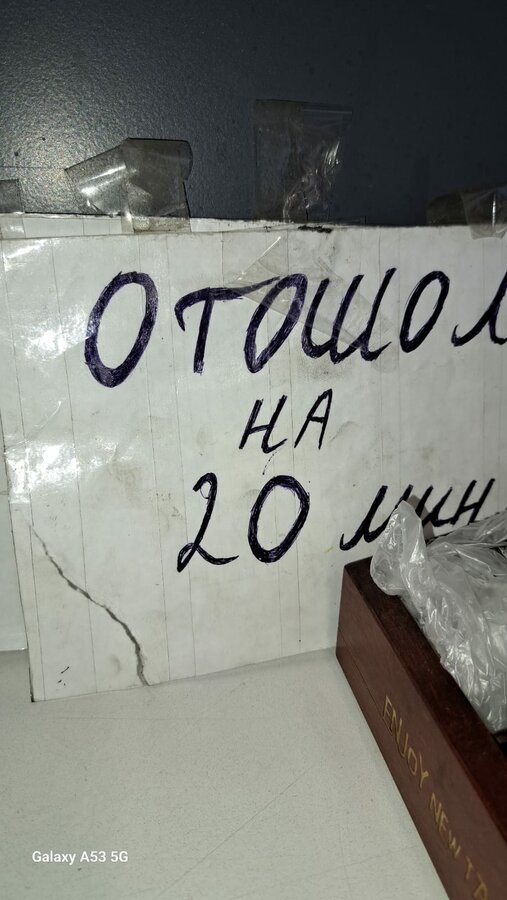 ОТОШОЛ
НА
20 мин
ENJOY NEW
Galaxy A53 5G